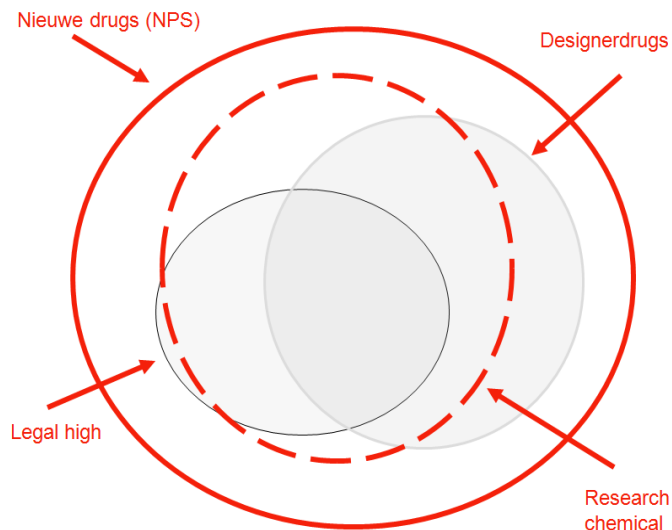 Nieuwe drugs (NPS)
Designerdrugs
Legal high
Research
chemical